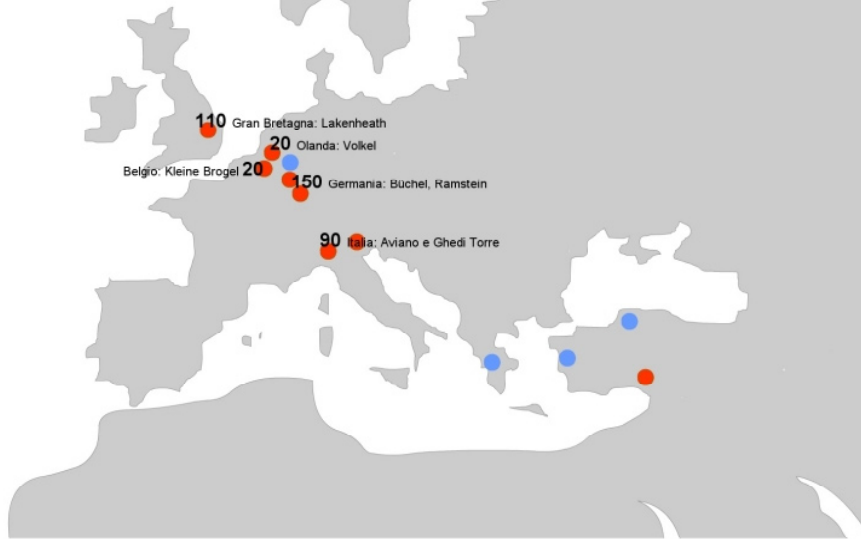 110 Gran Bretagna: Lakenheath
20 Olanda: Volkel
Belgio: Kleine Brogel 20
150 Germania: Büchel, Ramstein
90 Italia: Aviano e Ghedi Torre